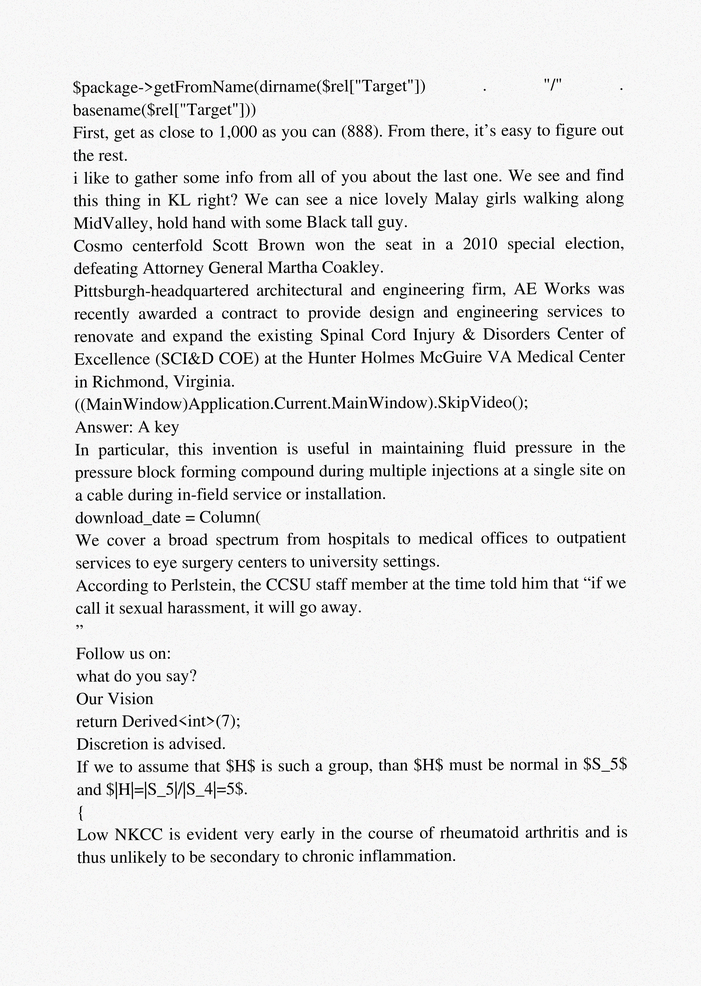 $package->getFromName(dirname($rel["Target"]) . "/" .
basename($rel["Target"]))
First, get as close to 1,000 as you can (888). From there, it’s easy to figure out
the rest.
i like to gather some info from all of you about the last one. We see and find
this thing in KL right? We can see a nice lovely Malay girls walking along
MidValley, hold hand with some Black tall guy.
Cosmo centerfold Scott Brown won the seat in a 2010 special election,
defeating Attorney General Martha Coakley.
Pittsburgh-headquartered architectural and engineering firm, AE Works was
recently awarded a contract to provide design and engineering services to
renovate and expand the existing Spinal Cord Injury & Disorders Center of
Excellence (SCI&D COE) at the Hunter Holmes McGuire VA Medical Center
in Richmond, Virginia.
((MainWindow)Application.Current.MainWindow).SkipVideo();
Answer: A key
In particular, this invention is useful in maintaining fluid pressure in the
pressure block forming compound during multiple injections at a single site on
a cable during in-field service or installation.
download_date = Column(
We cover a broad spectrum from hospitals to medical offices to outpatient
services to eye surgery centers to university settings.
According to Perlstein, the CCSU staff member at the time told him that “if we
call it sexual harassment, it will go away.
”
Follow us on:
what do you say?
Our Vision
return Derived<int>(7);
Discretion is advised.
If we to assume that $H$ is such a group, than $H$ must be normal in $S_5$
and $|H|=|S_5|/|S_4|=5$.
{
Low NKCC is evident very early in the course of rheumatoid arthritis and is
thus unlikely to be secondary to chronic inflammation.